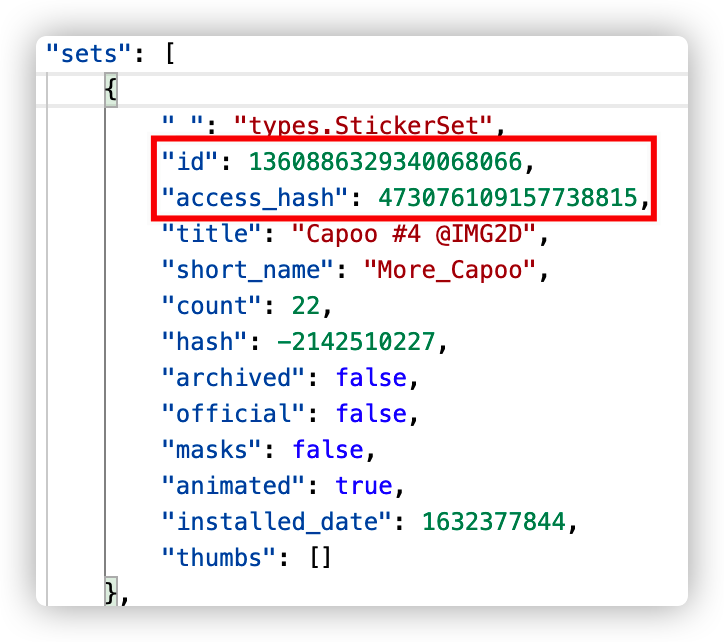 "sets": [
{
"_": "types.StickerSet",
"id": 1360886329340068066,
"access_hash": 473076109157738815,
"title": "Capoo #4 @IMG2D",
"short_name": "More_Capoo",
"count": 22,
"hash": -2142510227,
"archived": false,
"official": false,
"masks": false,
"animated": true,
"installed_date": 1632377844,
"thumbs": []
},